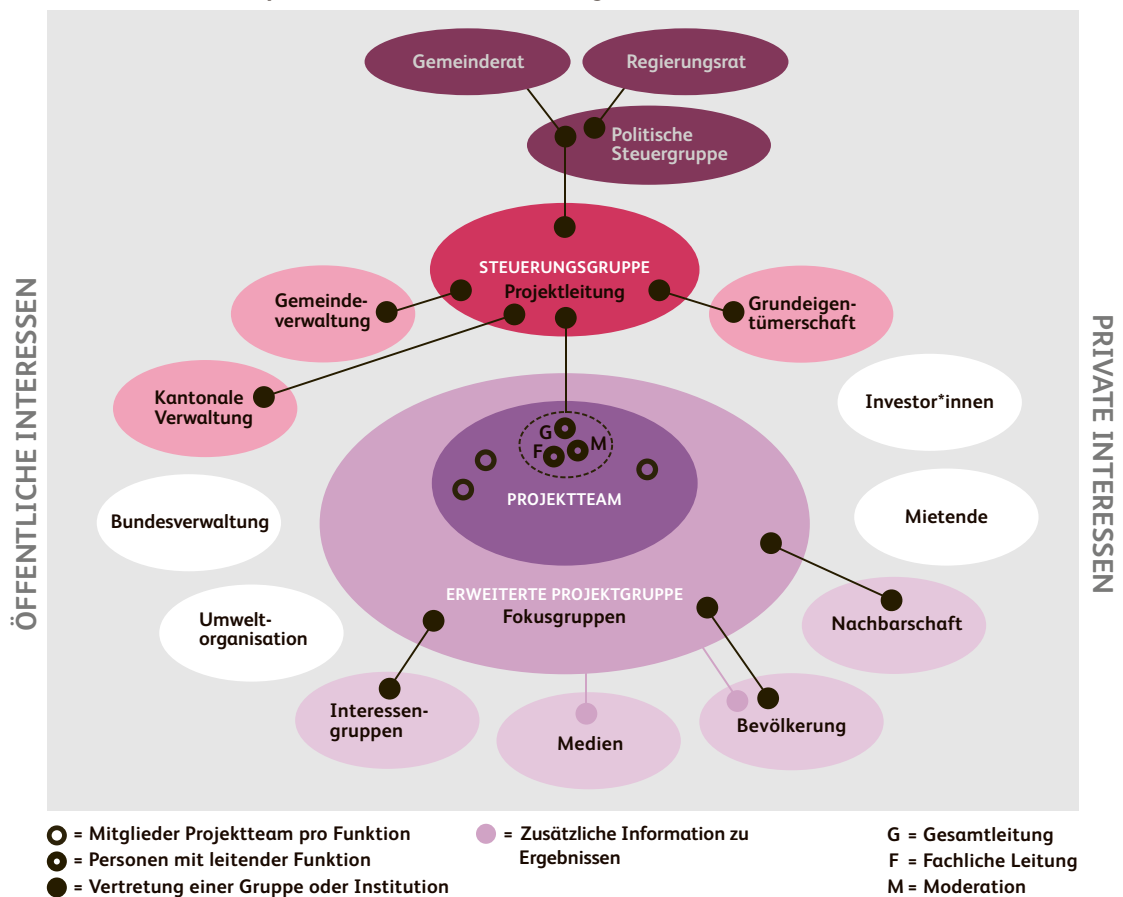 Gemeinderat
Regierungsrat
Politische
Steuergruppe
STEUERUNGSGRUPPE
Projektleitung
Gemeinde-
verwaltung
Grundeigen-
tümerschaft
Kantonale
Verwaltung
Investor*innen
G
F
M
PROJEKTTEAM
Bundesverwaltung
Mietende
ERWEITERTE PROJEKTGRUPPE
Fokusgruppen
Umwelt-
organisation
Nachbarschaft
Interessen-
gruppen
Medien
Bevölkerung
ÖFFENTLICHE INTERESSEN
PRIVATE INTERESSEN
= Mitglieder Projektteam pro Funktion
= Personen mit leitender Funktion
= Vertretung einer Gruppe oder Institution
= Zusätzliche Information zu
Ergebnissen
G = Gesamtleitung
F = Fachliche Leitung
M = Moderation